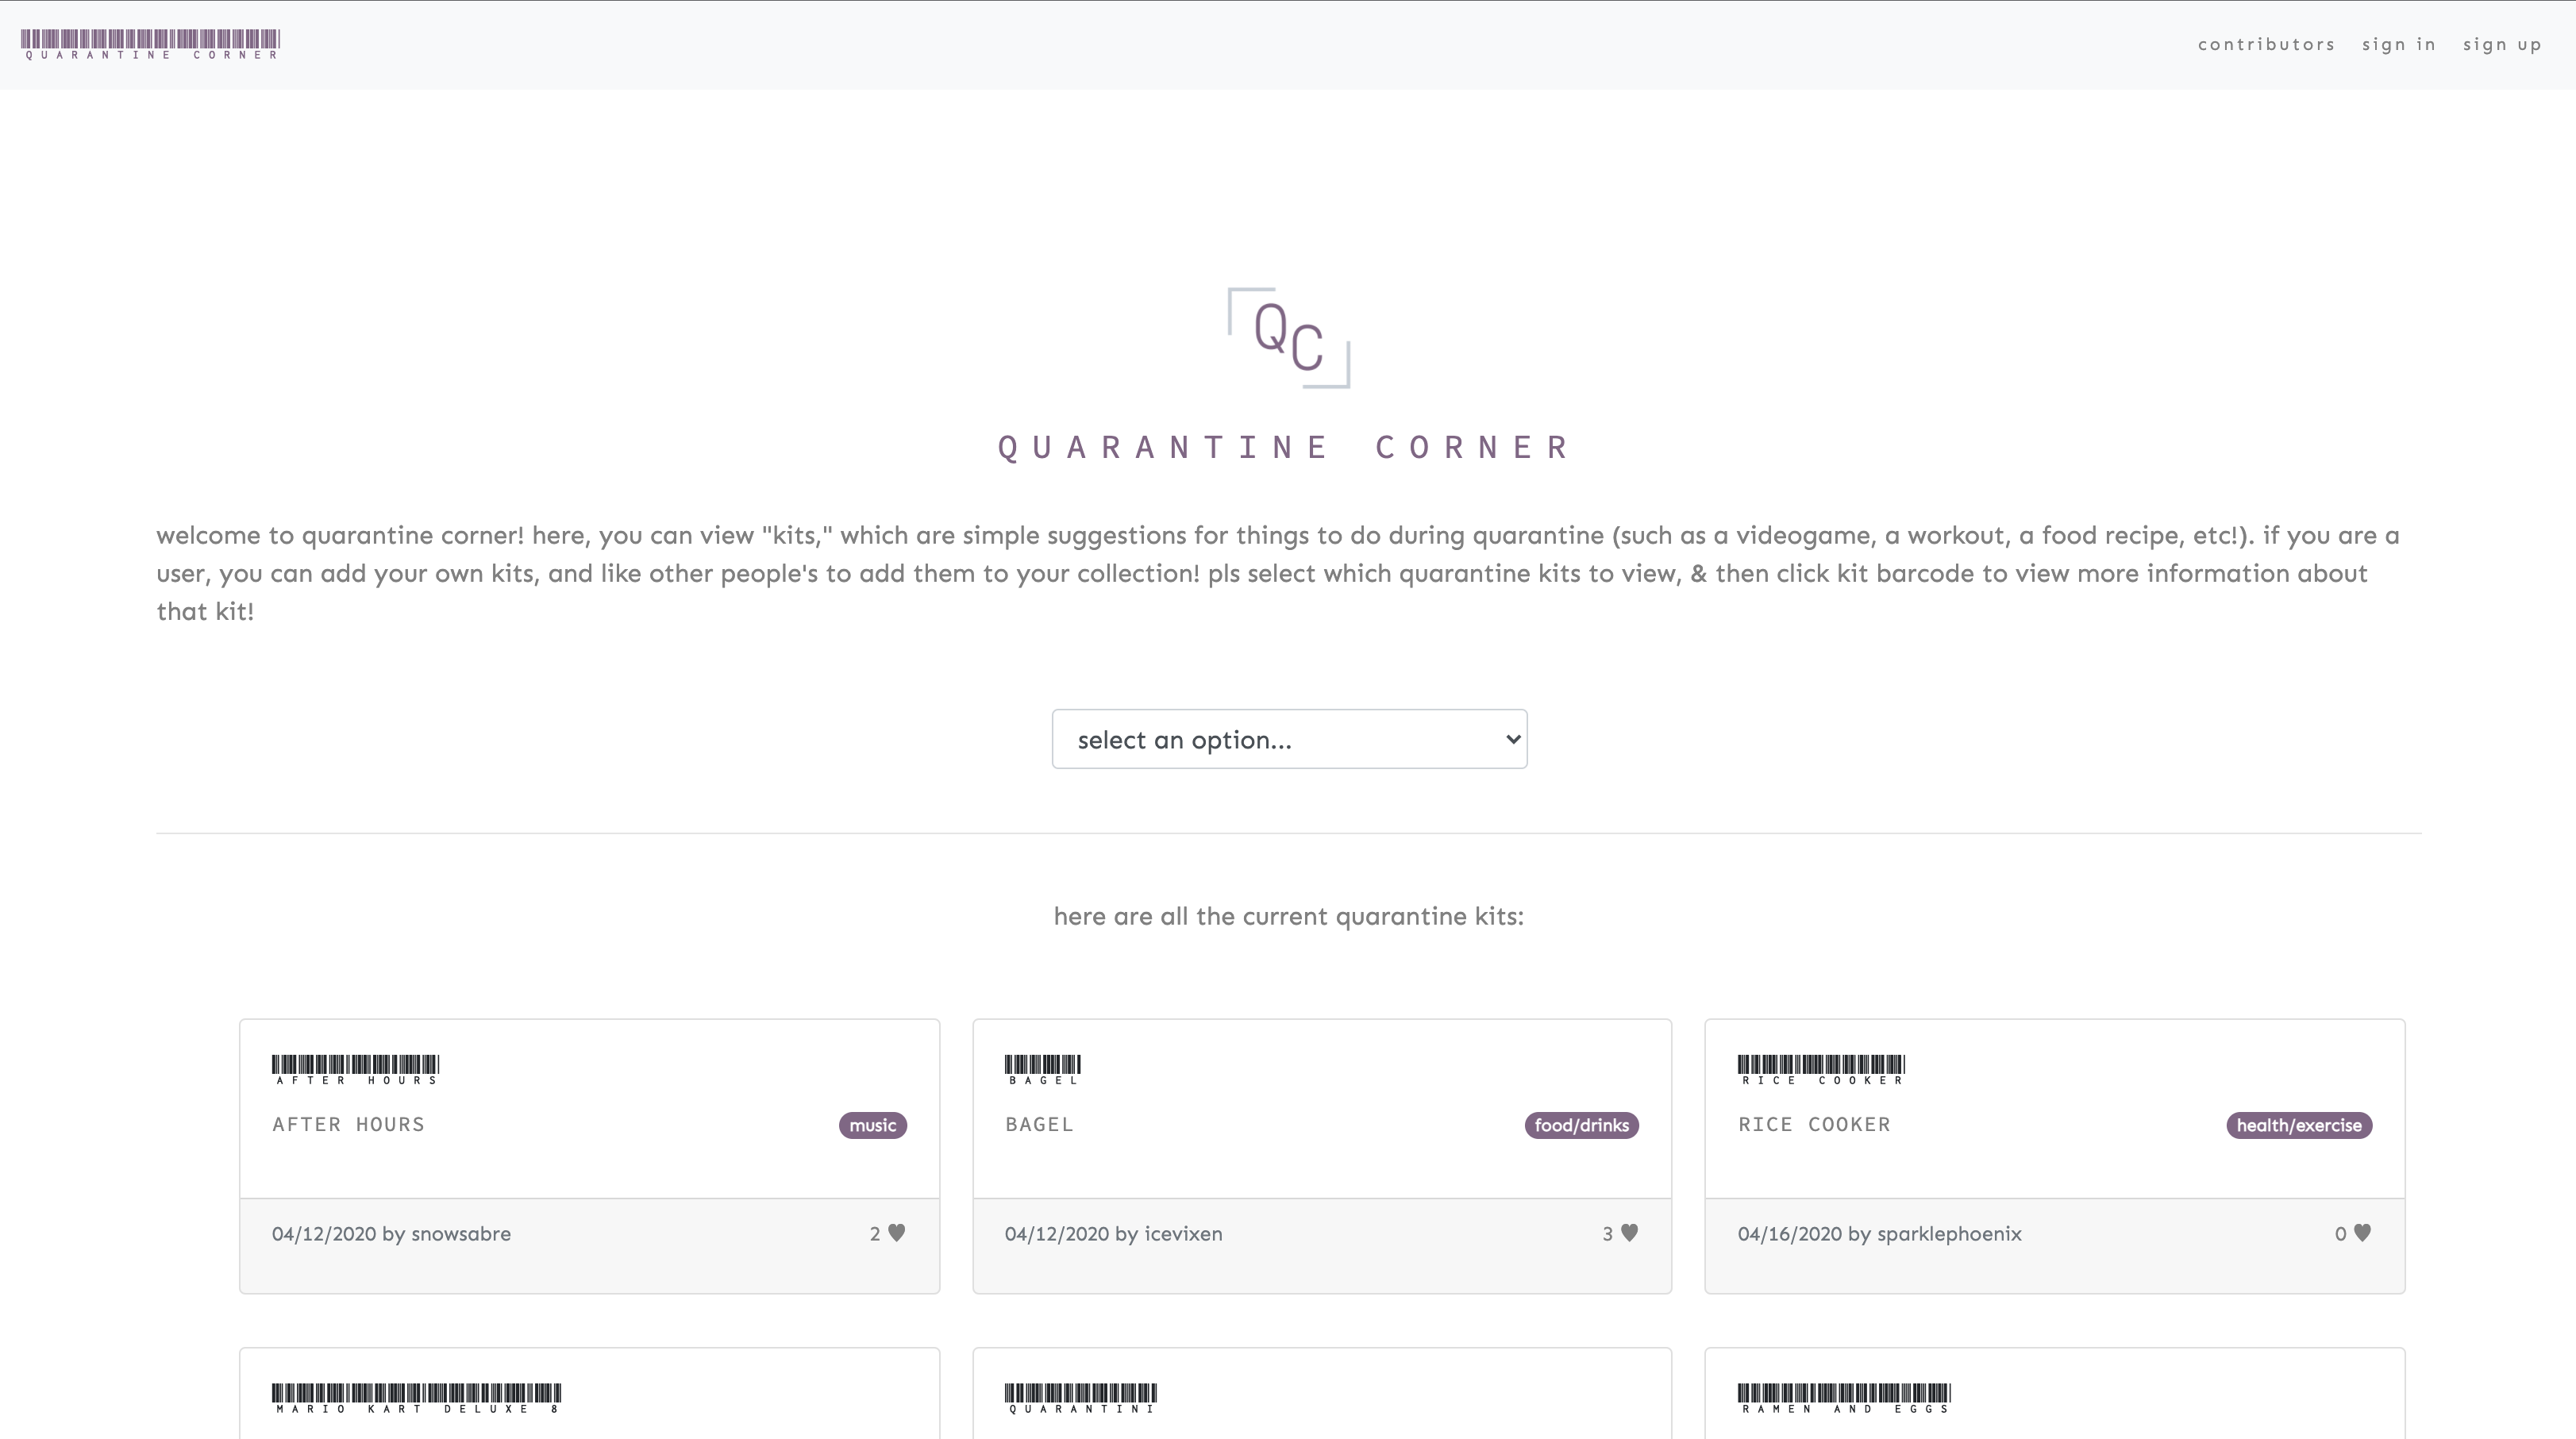 QUARANTINE CORNER
contributors sign in sign up
QC
QUARANTINE CORNER
welcome to quarantine corner! here, you can view "kits," which are simple suggestions for things to do during quarantine (such as a videogame, a workout, a food recipe, etc!). if you are a
user, you can add your own kits, and like other people's to add them to your collection! pls select which quarantine kits to view, & then click kit barcode to view more information about
that kit!
select an option...
here are all the current quarantine kits:
AFTER HOURS
AFTER HOURS
music
04/12/2020 by snowsabre
2
BAGEL
BAGEL
food/drinks
04/12/2020 by icevixen
3
RICE COOKER
RICE COOKER
health/exercise
04/16/2020 by sparklephoenix
0
MARIO KART DELUXE 8
QUARANTINI
RAMEN AND EGGS